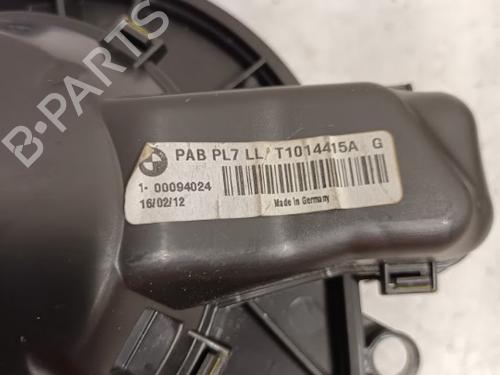 B-PARTS
PAB PL7 LL/ T1014415A G
1- 00094024
16/02/12
Made in Germany